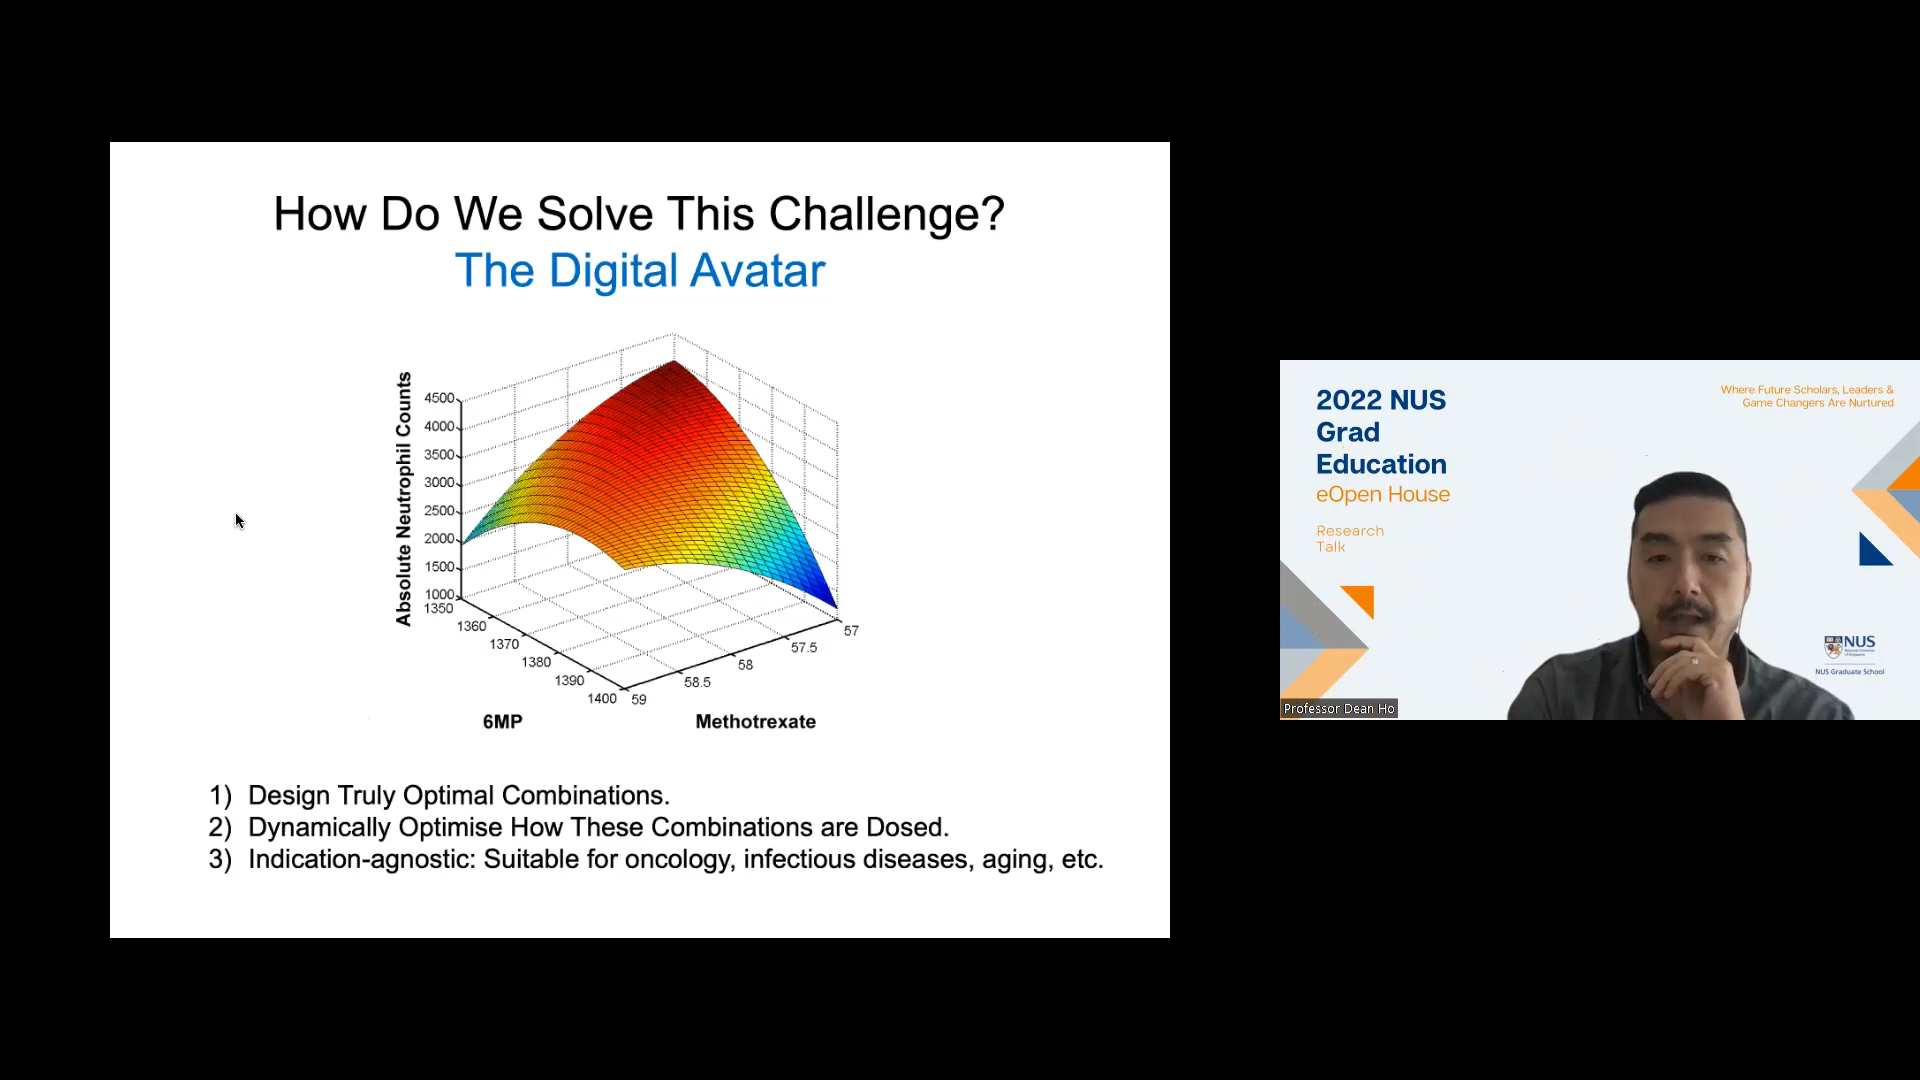 How Do We Solve This Challenge?
The Digital Avatar
Absolute Neutrophil Counts
4500
4000
3500
3000
2500
2000
1500
1000
1350
1360
1370
1380
1390
1400
59
58.5
58
57.5
57
6MP
Methotrexate
1) Design Truly Optimal Combinations.
2) Dynamically Optimise How These Combinations are Dosed.
3) Indication-agnostic: Suitable for oncology, infectious diseases, aging, etc.
2022 NUS
Grad
Education
eOpen House
Research
Talk
Where Future Scholars, Leaders &
Game Changers Are Nurtured
NUS
National University
of Singapore
NUS Graduate School
Professor Dean Ho